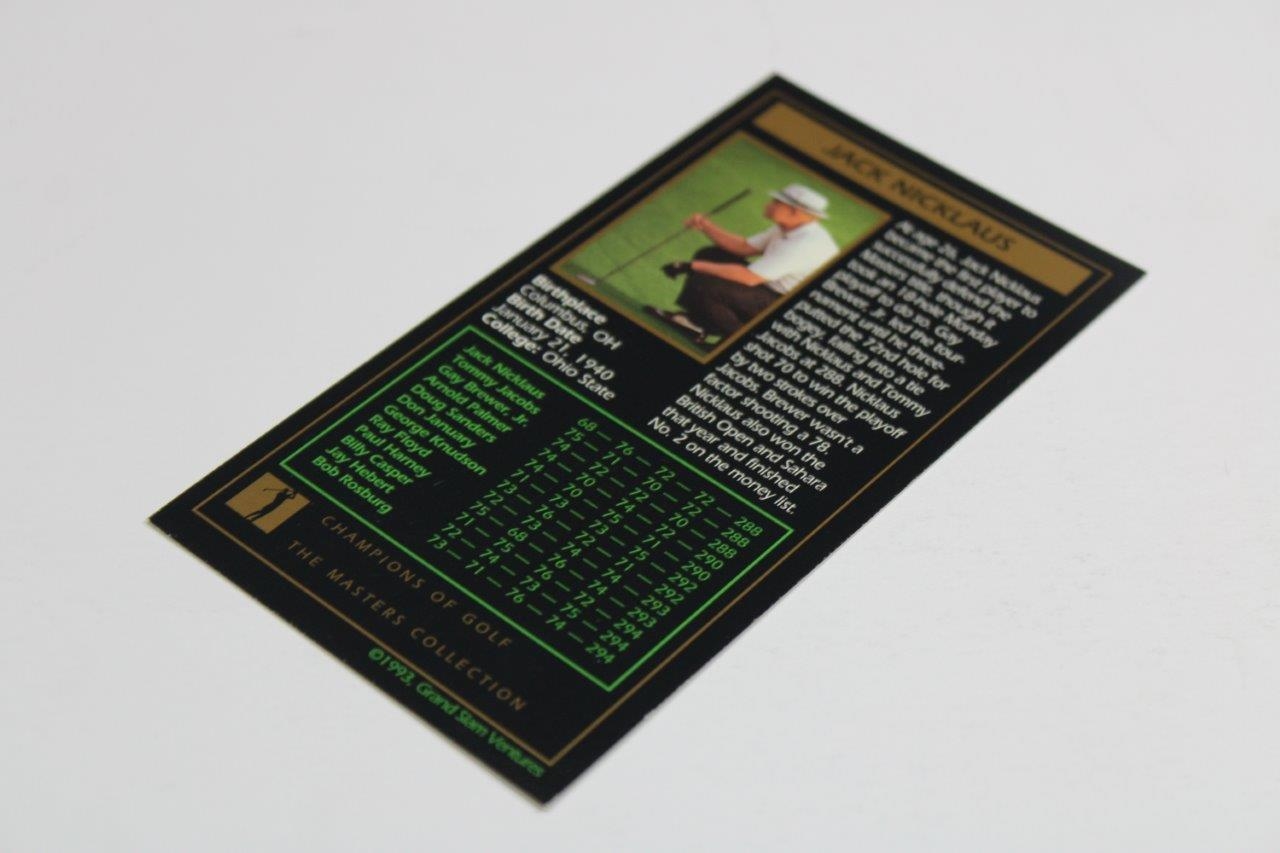 JACK NICKLAUS
At age 26, Jack Nicklaus
became the first player to
successfully defend the
Masters title, though it
took an 18-hole Monday
playoff to do so. Gay
Brewer, Jr. led the tour-
nament until he three-
putted the 72nd hole for
bogey, falling into a tie
with Nicklaus and Tommy
Jacobs at 288. Nicklaus
shot 70 to win the playoff
by two strokes over
Jacobs. Brewer wasn't a
factor shooting a 78.
Nicklaus also won the
British Open and Sahara
that year and finished
No. 2 on the money list.
Birthplace
Columbus, OH
Birth Date
January 21, 1940
College: Ohio State
Jack Nicklaus 68 — 76 — 72 — 72 — 288
Tommy Jacobs 75 — 71 — 70 — 72 — 288
Gay Brewer, Jr. 74 — 72 — 72 — 70 — 288
Arnold Palmer 74 — 70 — 74 — 72 — 290
Doug Sanders 74 — 70 — 75 — 71 — 290
Don January 71 — 73 — 73 — 75 — 292
George Knudson 73 — 76 — 72 — 71 — 292
Ray Floyd 72 — 73 — 74 — 74 — 293
Paul Harney 75 — 68 — 76 — 74 — 293
Billy Casper 71 — 75 — 76 — 72 — 294
Jay Hebert 72 — 74 — 73 — 75 — 294
Bob Rosburg 73 — 71 — 76 — 74 — 294
CHAMPIONS OF GOLF
THE MASTERS COLLECTION
©1993, Grand Slam Ventures